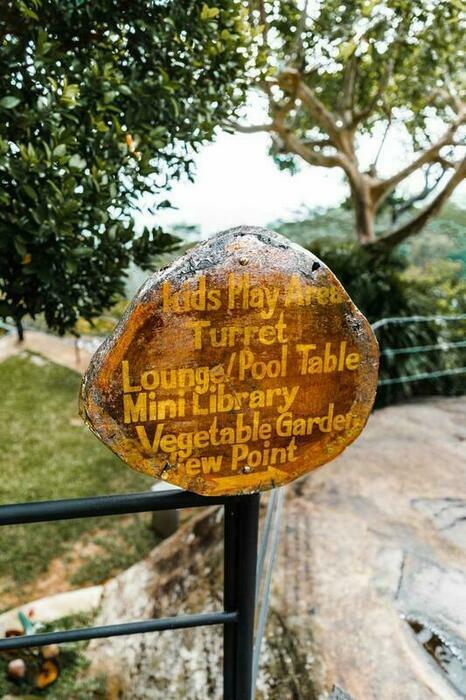 Kids Play Area
Turret
Lounge/Pool Table
Mini Library
Vegetable Garden
View Point